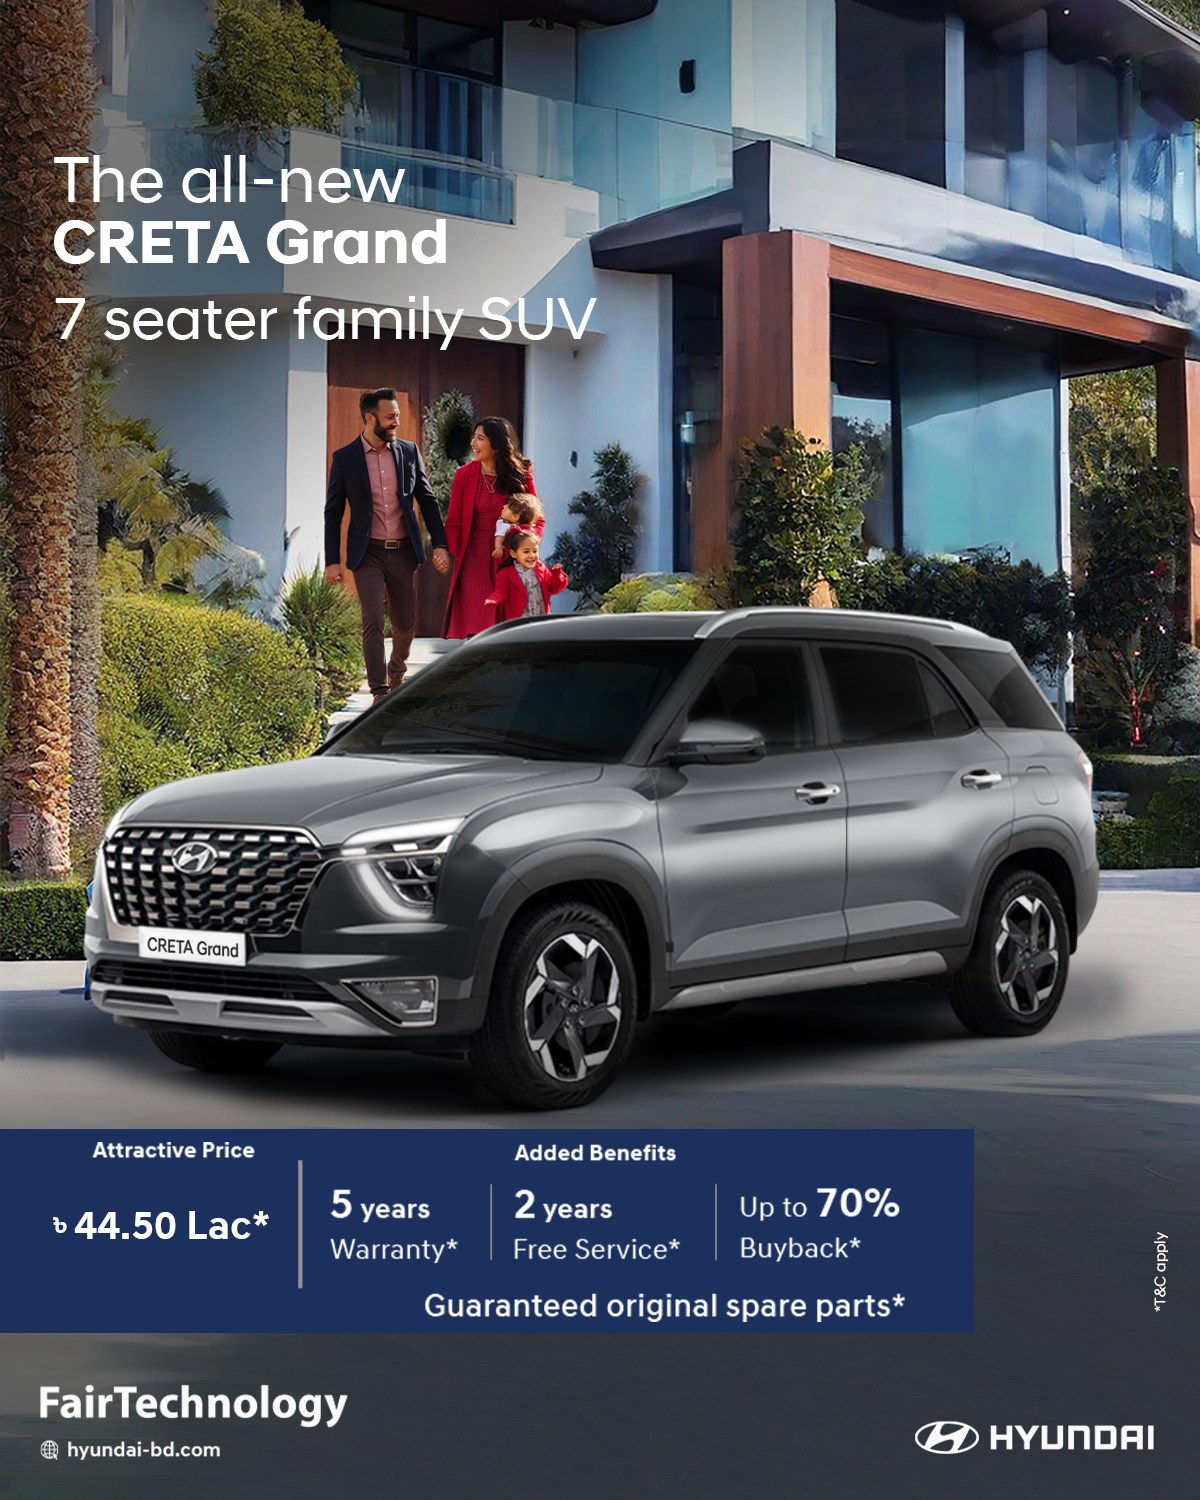 The all-new
CRETA Grand
7 seater family SUV
CRETA Grand
Attractive Price
৳ 44.50 Lac*
Added Benefits
5 years
Warranty*
2 years
Free Service*
Up to 70%
Buyback*
Guaranteed original spare parts*
*T&C apply
FairTechnology
hyundai-bd.com
HYUNDAI